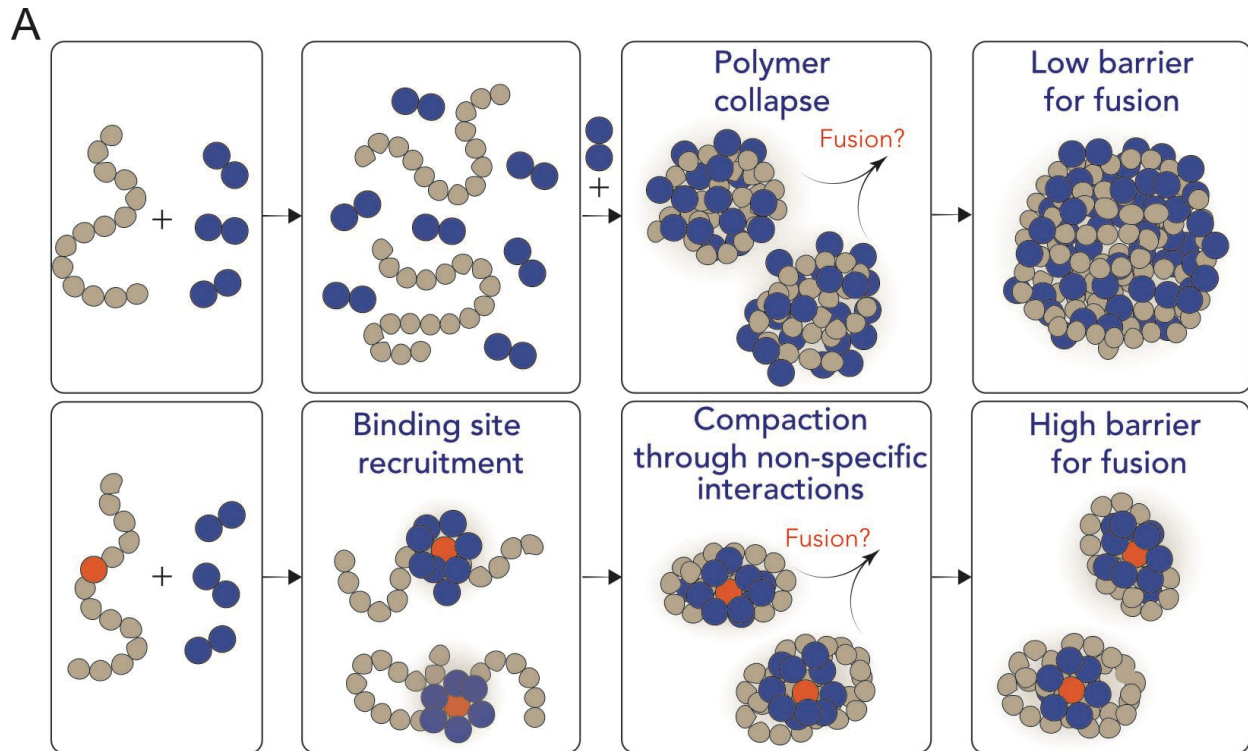 A
Polymer
collapse
Fusion?
Low barrier
for fusion
+
+
Binding site
recruitment
Compaction
through non-specific
interactions
Fusion?
High barrier
for fusion
+